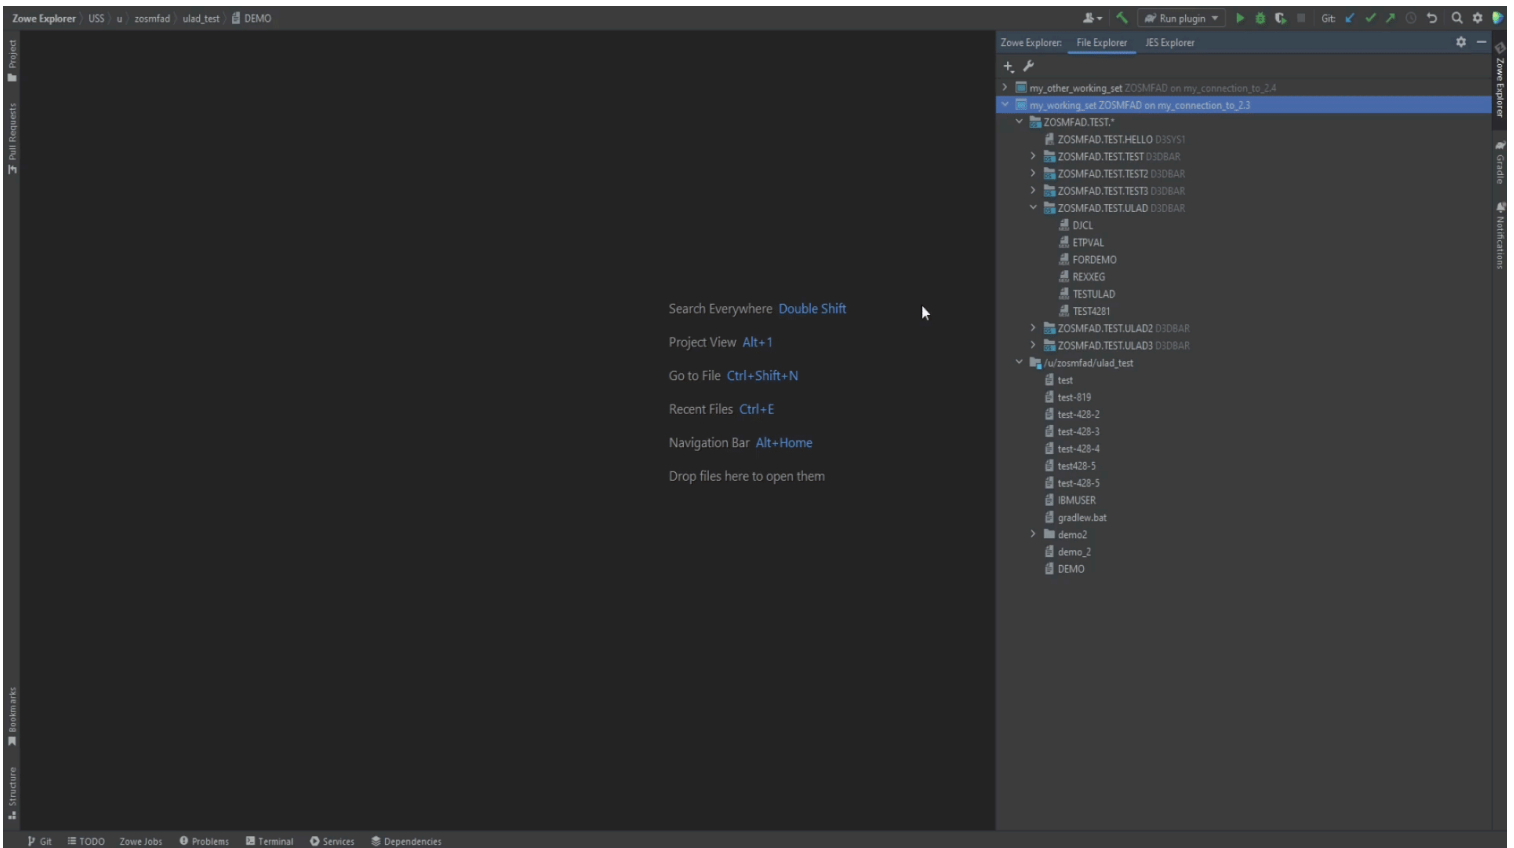 Zowe Explorer USS u zosmfad ulad_test DEMO
Run plugin
Git:
Project
Pull Requests
Bookmarks
Structure
Search Everywhere Double Shift
Project View Alt+1
Go to File Ctrl+Shift+N
Recent Files Ctrl+E
Navigation Bar Alt+Home
Drop files here to open them
Zowe Explorer: File Explorer JES Explorer
my_other_working_set ZOSMFAD on my_connection_to_2.4
my_working_set ZOSMFAD on my_connection_to_2.3
ZOSMFAD.TEST.*
ZOSMFAD.TEST.HELLO D3SYS1
ZOSMFAD.TEST.TEST D3DBAR
ZOSMFAD.TEST.TEST2 D3DBAR
ZOSMFAD.TEST.TEST3 D3DBAR
ZOSMFAD.TEST.ULAD D3DBAR
DJCL
ETPVAL
FORDEMO
REXXEG
TESTULAD
TEST4281
ZOSMFAD.TEST.ULAD2 D3DBAR
ZOSMFAD.TEST.ULAD3 D3DBAR
/u/zosmfad/ulad_test
test
test-819
test-428-2
test-428-3
test-428-4
test428-5
test-428-5
IBMUSER
gradlew.bat
demo2
demo_2
DEMO
Zowe Explorer
Gradle
Notifications
Git TODO Zowe Jobs Problems Terminal Services Dependencies